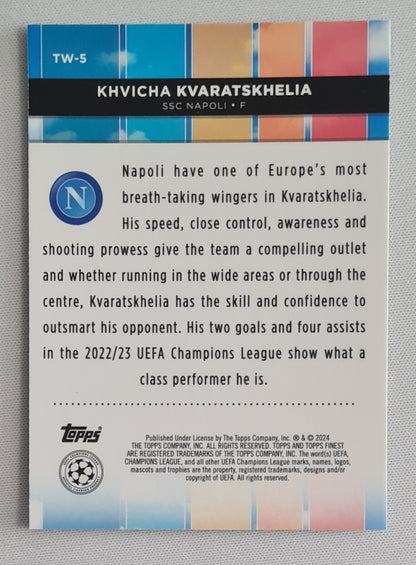 TW-5
KHVICHA KVARATSKHELIA
SSC NAPOLI • F
N
Napoli have one of Europe's most
breath-taking wingers in Kvaratskhelia.
His speed, close control, awareness and
shooting prowess give the team a compelling outlet
and whether running in the wide areas or through the
centre, Kvaratskhelia has the skill and confidence to
outsmart his opponent. His two goals and four assists
in the 2022/23 UEFA Champions League show what a
class performer he is.
Topps
Published Under License by The Topps Company, Inc. ® & © 2024
THE TOPPS COMPANY, INC. ALL RIGHTS RESERVED. TOPPS AND TOPPS FINEST
ARE REGISTERED TRADEMARKS OF THE TOPPS COMPANY, INC. The word(s) UEFA,
CHAMPIONS LEAGUE, and all other UEFA Champions League marks, names, logos,
mascots and trophies are the property, registered trademarks, designs and/or
copyright of UEFA. All rights reserved.